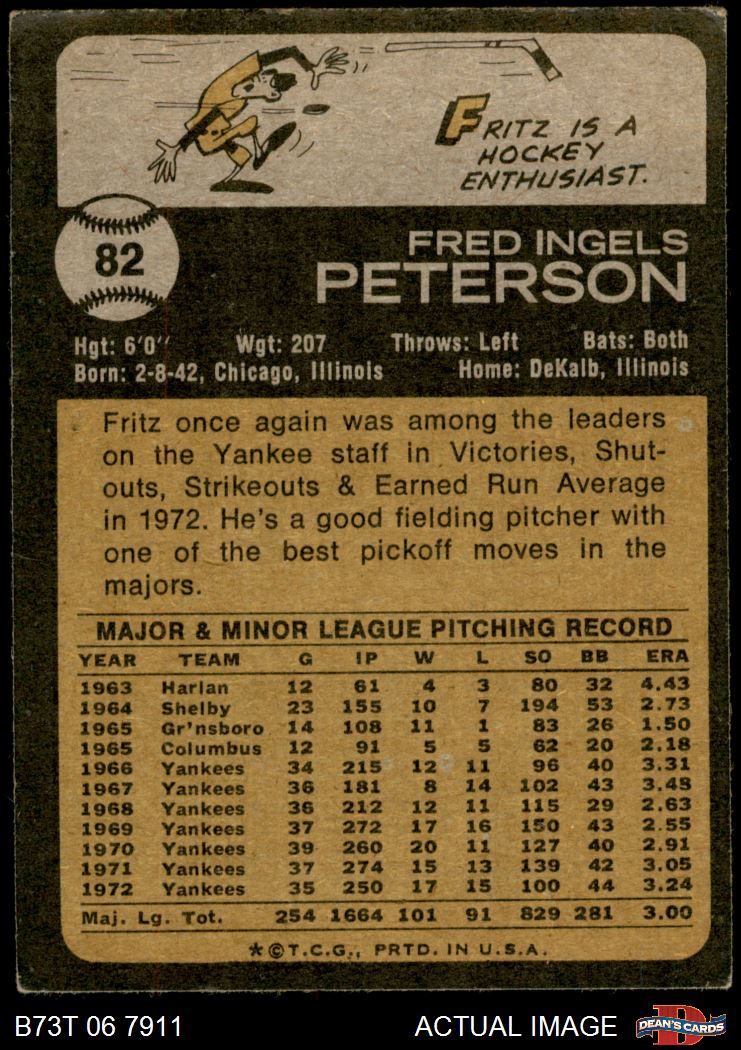 FRITZ IS A
HOCKEY
ENTHUSIAST.
82
FRED INGELS
PETERSON
Hgt: 6'0" Wgt: 207 Throws: Left Bats: Both
Born: 2-8-42, Chicago, Illinois Home: DeKalb, Illinois
Fritz once again was among the leaders
on the Yankee staff in Victories, Shut-
outs, Strikeouts & Earned Run Average
in 1972. He's a good fielding pitcher with
one of the best pickoff moves in the
majors.
MAJOR & MINOR LEAGUE PITCHING RECORD
YEAR TEAM G IP W L SO BB ERA
1963 Harlan 12 61 4 3 80 32 4.43
1964 Shelby 23 155 10 7 194 53 2.73
1965 Gr'nsboro 14 108 11 1 83 26 1.50
1965 Columbus 12 91 5 5 62 20 2.18
1966 Yankees 34 215 12 11 96 40 3.31
1967 Yankees 36 181 8 14 102 43 3.48
1968 Yankees 36 212 12 11 115 29 2.63
1969 Yankees 37 272 17 16 150 43 2.55
1970 Yankees 39 260 20 11 127 40 2.91
1971 Yankees 37 274 15 13 139 42 3.05
1972 Yankees 35 250 17 15 100 44 3.24
Maj. Lg. Tot. 254 1664 101 91 829 281 3.00
*©T.C.G., PRTD. IN U.S.A.
B73T 06 7911 ACTUAL IMAGE D DEAN'S CARDS